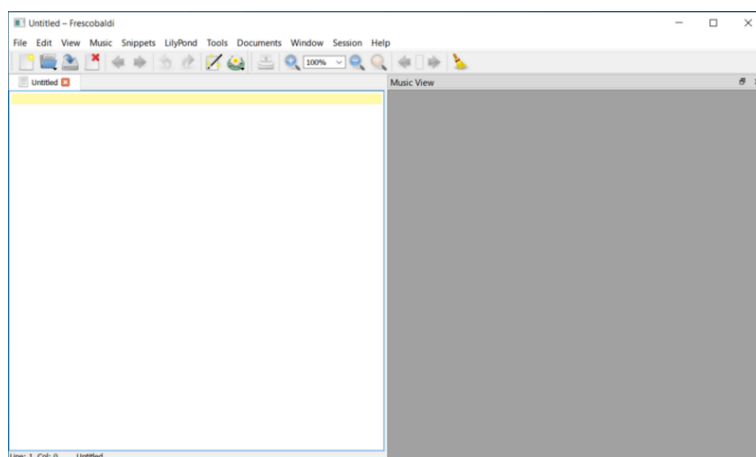 Untitled – Frescobaldi
File Edit View Music Snippets LilyPond Tools Documents Window Session Help
100%
Untitled
Music View
Line: 1, Col: 0 Untitled